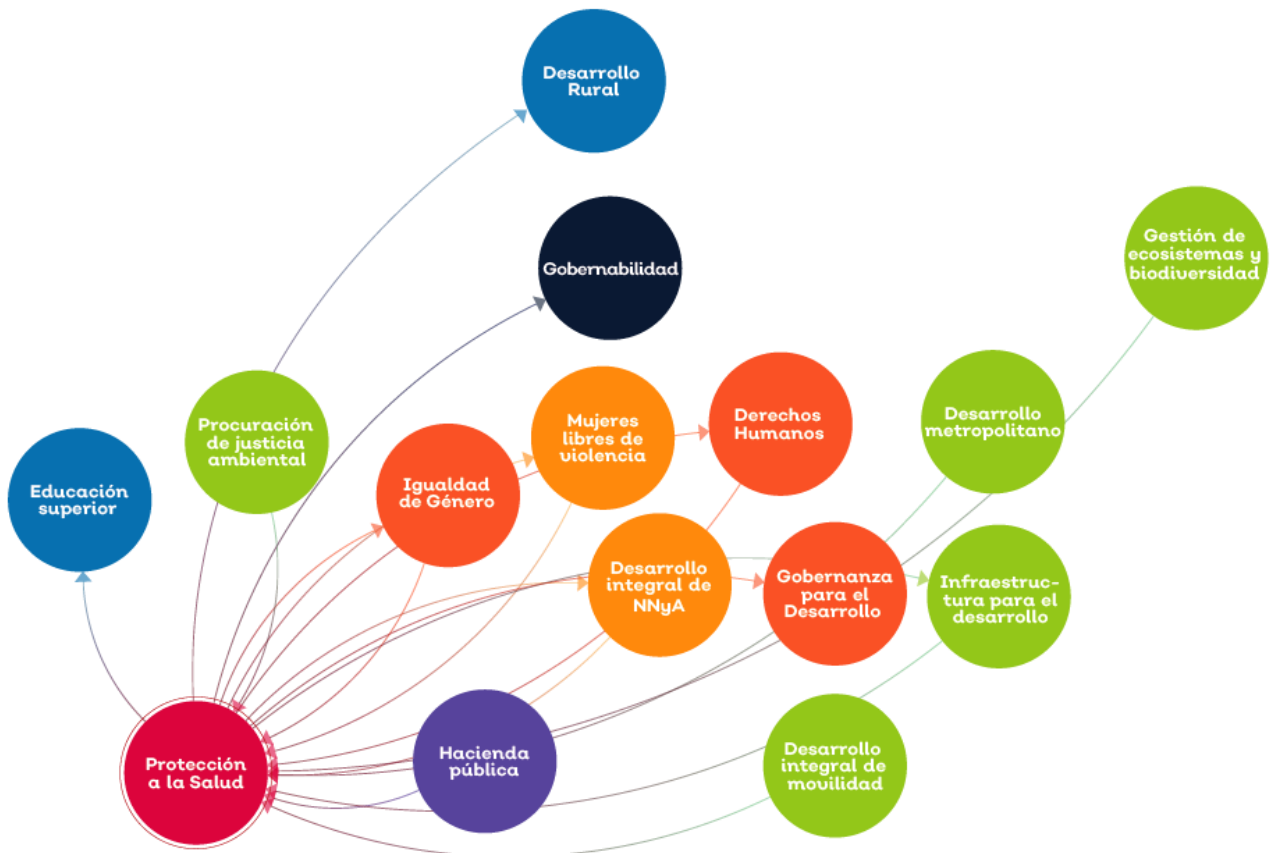 Desarrollo
Rural
Gobernabilidad
Gestión de
ecosistemas y
biodiversidad
Procuración
de justicia
ambiental
Mujeres
libres de
violencia
Derechos
Humanos
Desarrollo
metropolitano
Educación
superior
Igualdad
de Género
Desarrollo
integral de
NNyA
Gobernanza
para el
Desarrollo
Infraestruc-
tura para el
desarrollo
Protección
a la Salud
Hacienda
pública
Desarrollo
integral de
movilidad